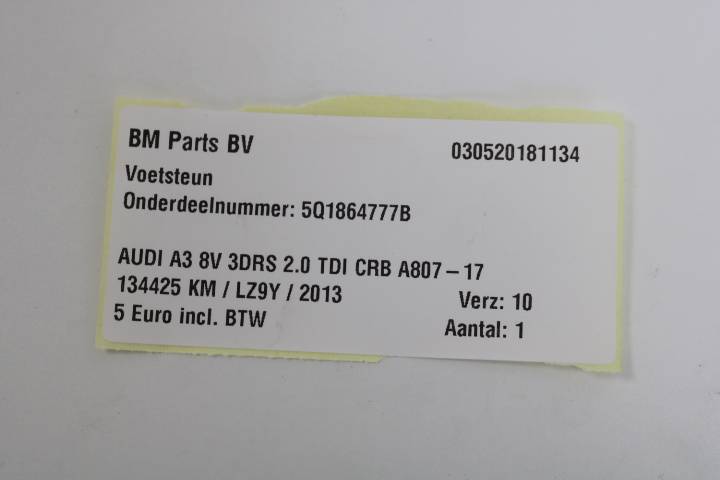 BM Parts BV 030520181134
Voetsteun
Onderdeelnummer: 5Q1864777B
AUDI A3 8V 3DRS 2.0 TDI CRB A807 – 17
134425 KM / LZ9Y / 2013 Verz: 10
5 Euro incl. BTW Aantal: 1